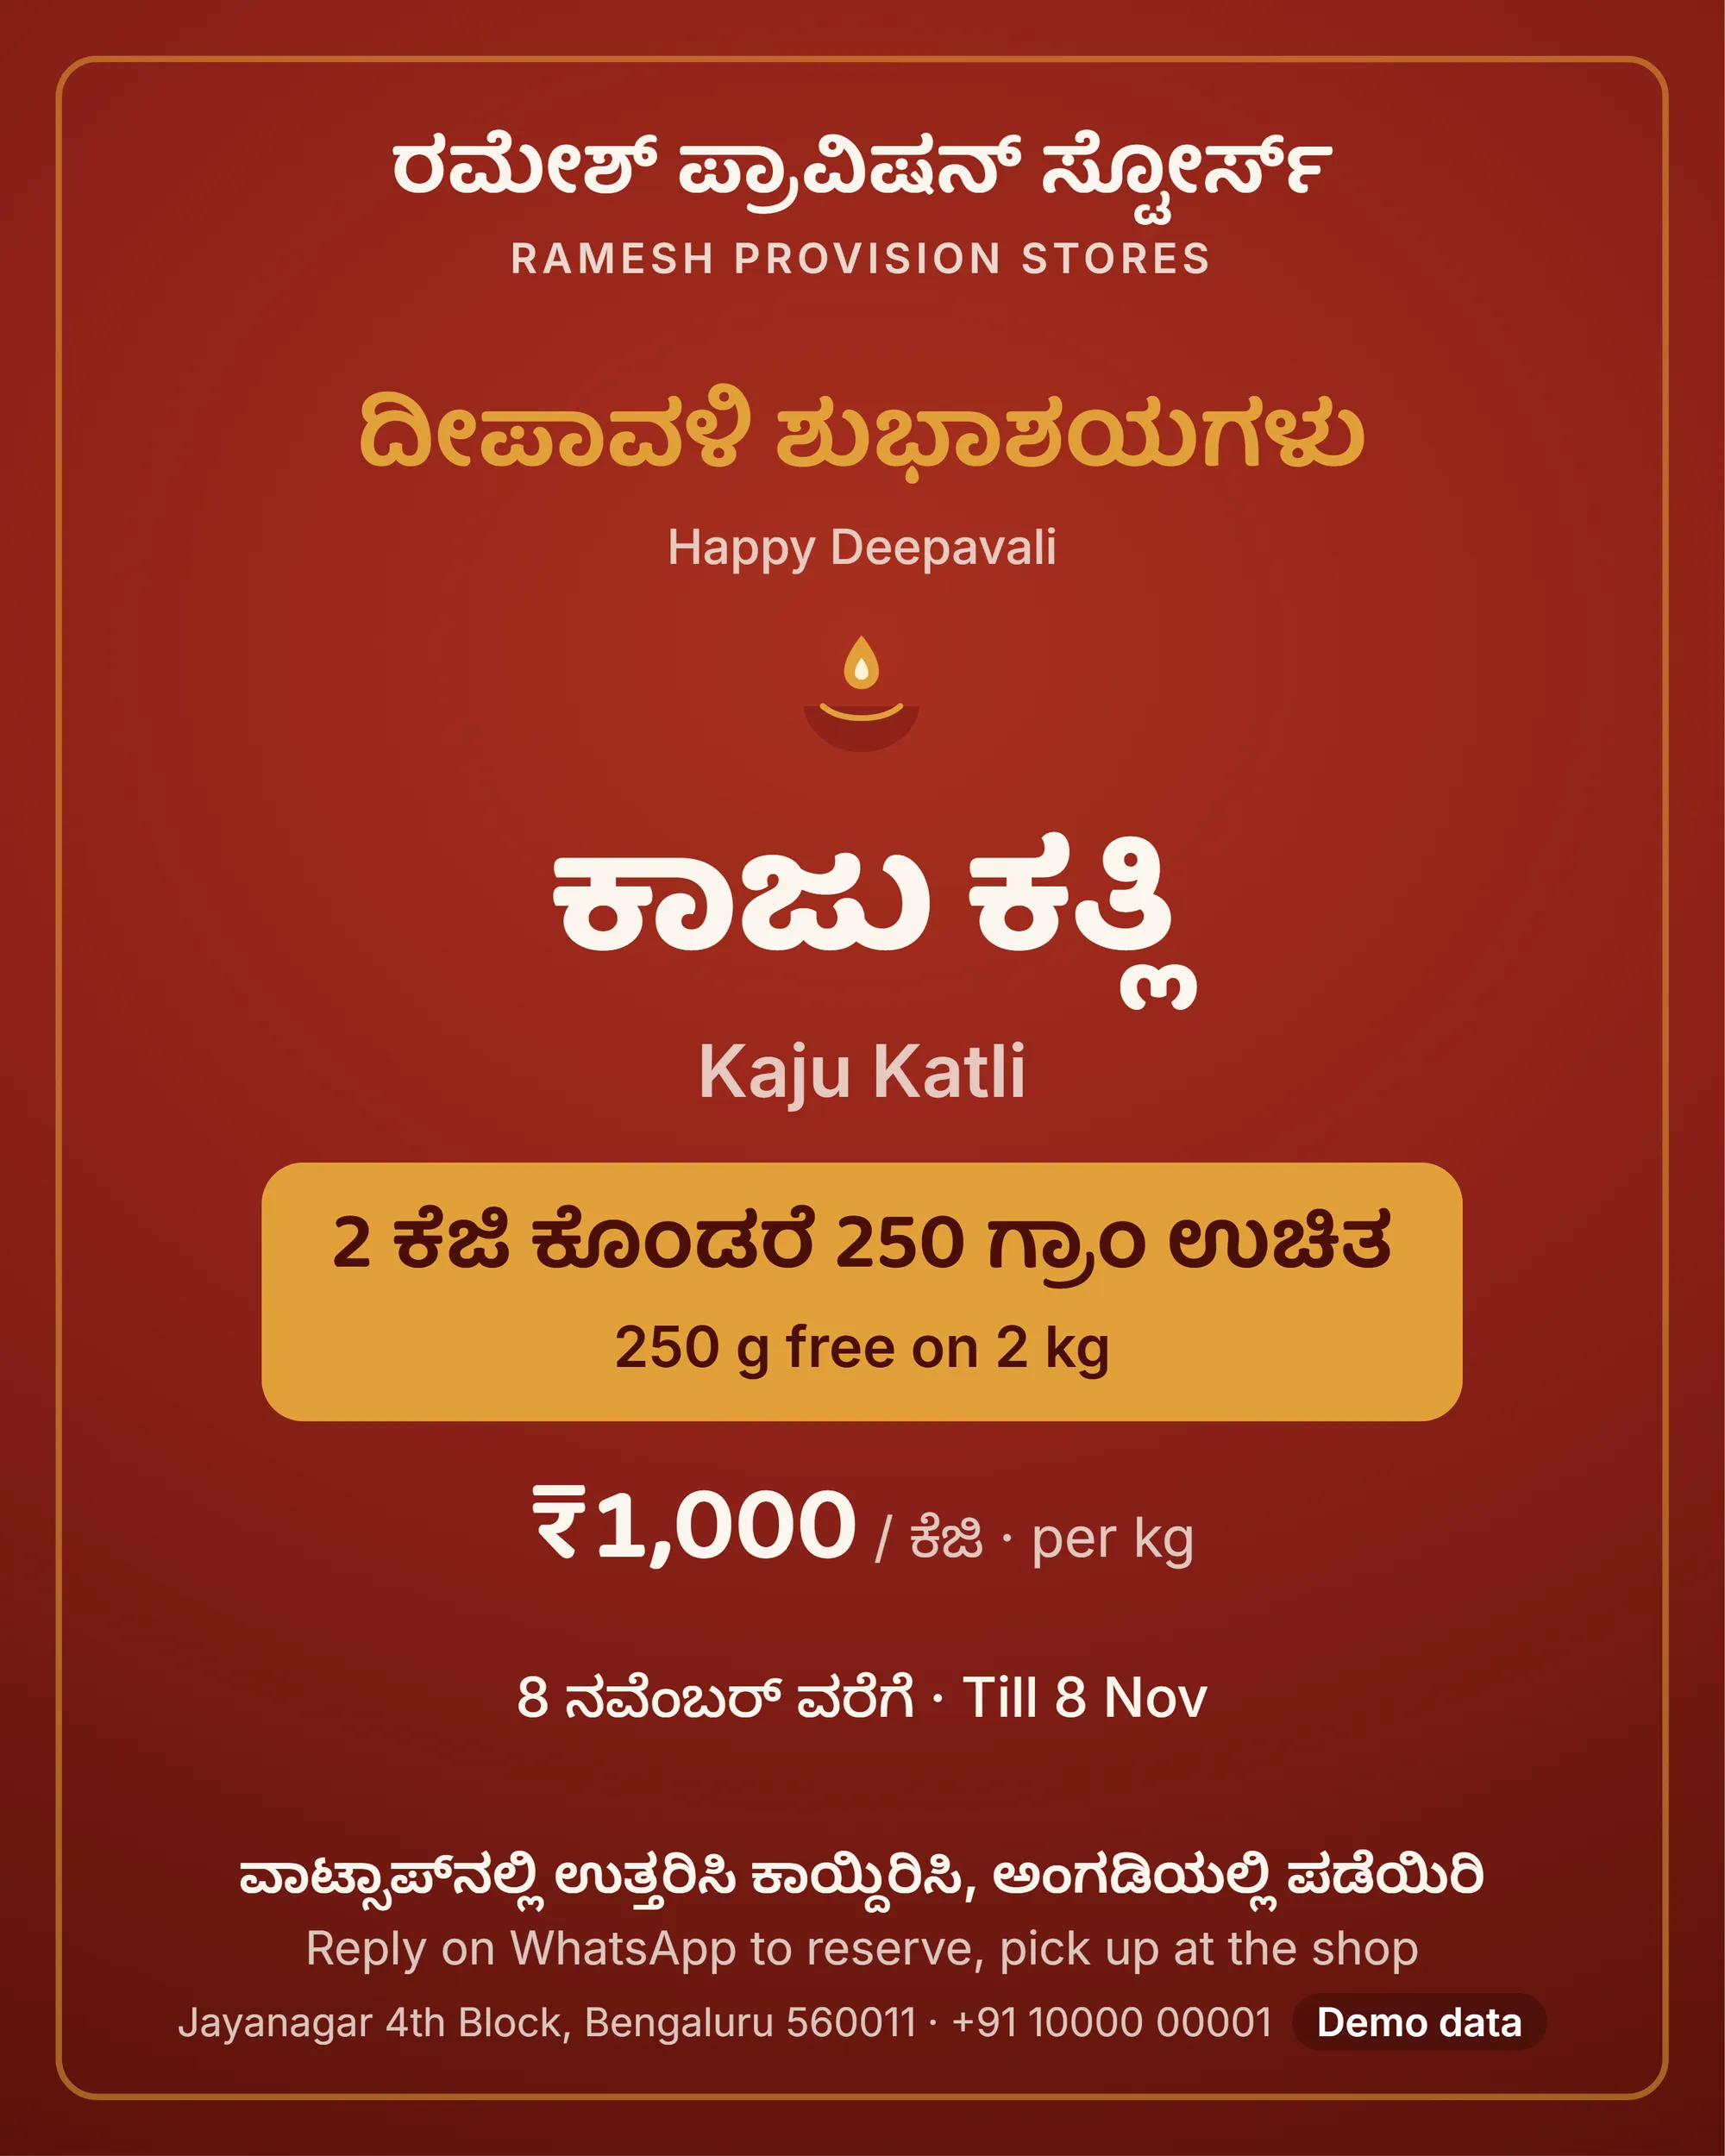 ರಮೇಶ್ ಪ್ರಾವಿಷನ್ ಸ್ಟೋರ್ಸ್
RAMESH PROVISION STORES
ದೀಪಾವಳಿ ಶುಭಾಶಯಗಳು
Happy Deepavali
ಕಾಜು ಕತ್ಲಿ
Kaju Katli
2 ಕೆಜಿ ಕೊಂಡರೆ 250 ಗ್ರಾಂ ಉಚಿತ
250 g free on 2 kg
₹1,000 / ಕೆಜಿ · per kg
8 ನವೆಂಬರ್ ವರೆಗೆ · Till 8 Nov
ವಾಟ್ಸಾಪ್‌ನಲ್ಲಿ ಉತ್ತರಿಸಿ ಕಾಯ್ದಿರಿಸಿ, ಅಂಗಡಿಯಲ್ಲಿ ಪಡೆಯಿರಿ
Reply on WhatsApp to reserve, pick up at the shop
Jayanagar 4th Block, Bengaluru 560011 · +91 10000 00001 Demo data